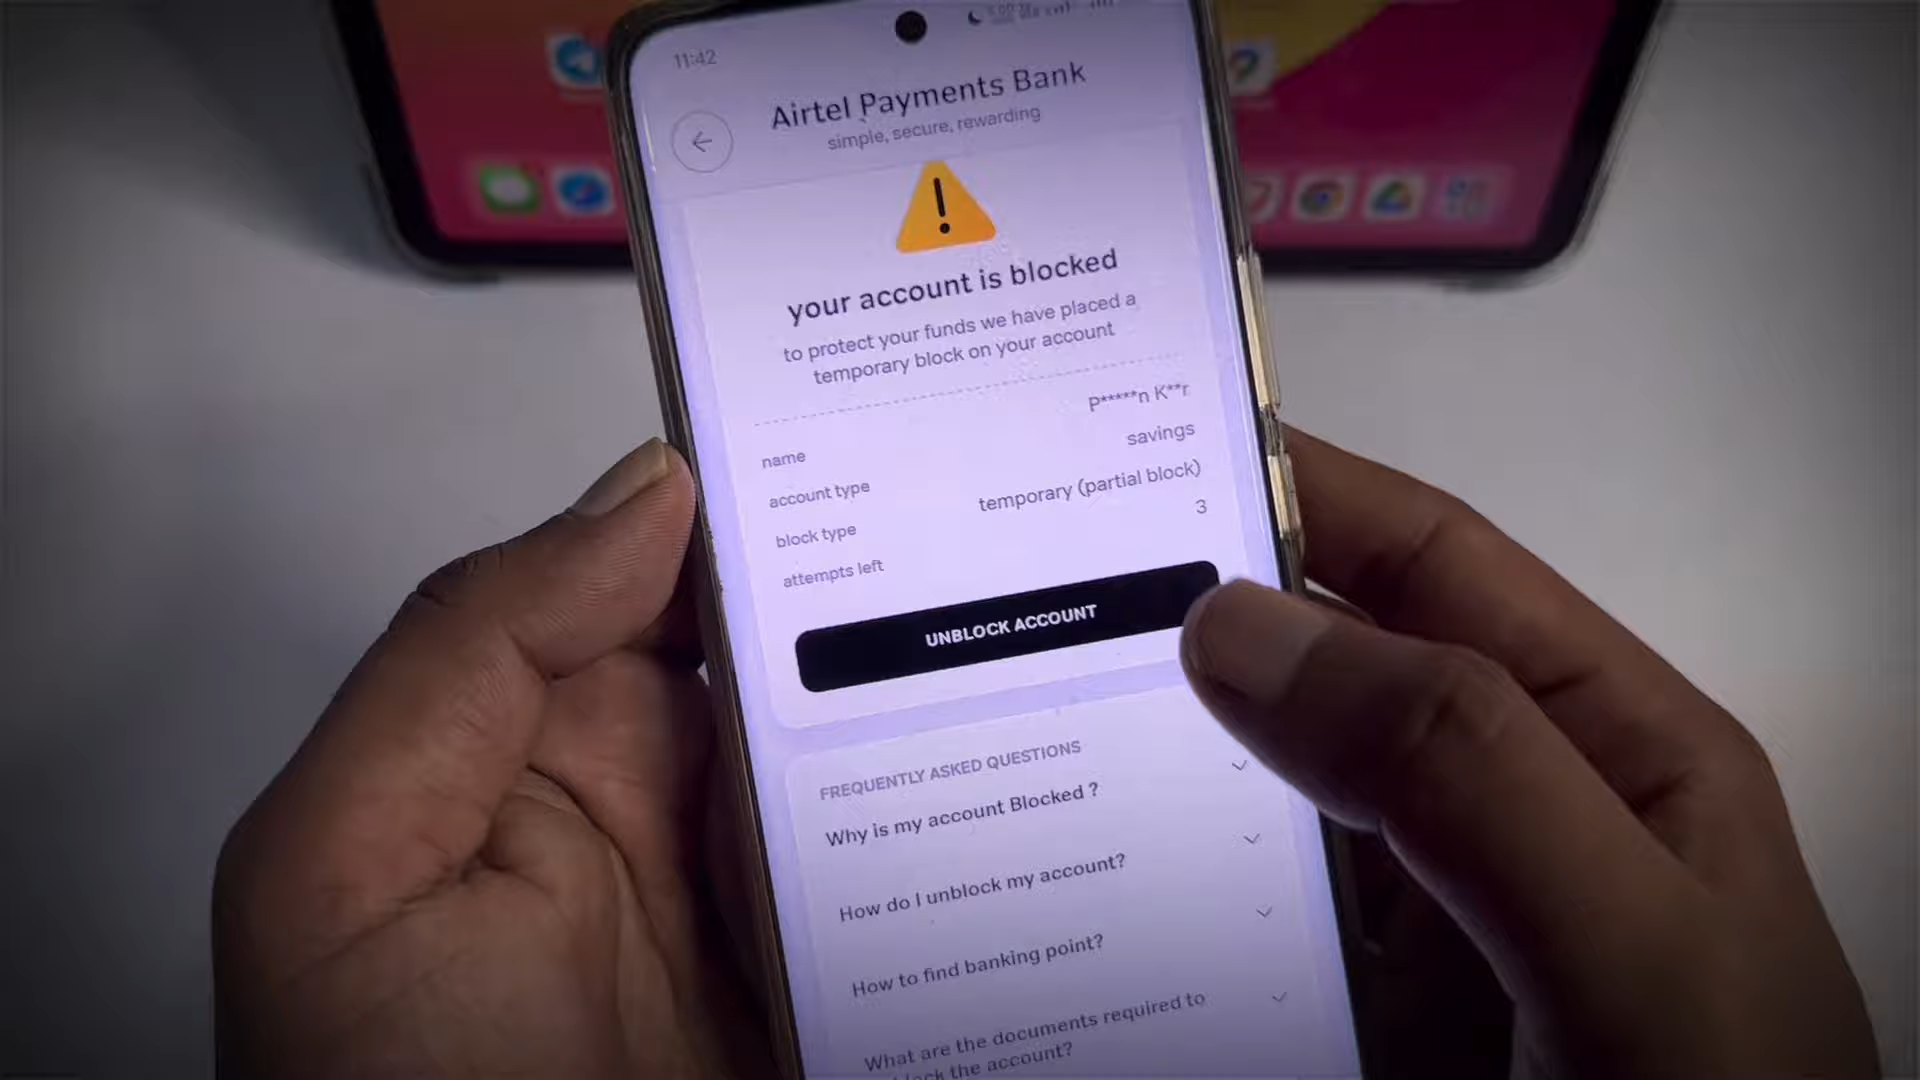 11:42
Airtel Payments Bank
simple, secure, rewarding
your account is blocked
to protect your funds we have placed a
temporary block on your account
name P*****n K**r
account type savings
block type temporary (partial block)
attempts left 3
UNBLOCK ACCOUNT
FREQUENTLY ASKED QUESTIONS
Why is my account Blocked ?
How do I unblock my account?
How to find banking point?
What are the documents required to
the account?